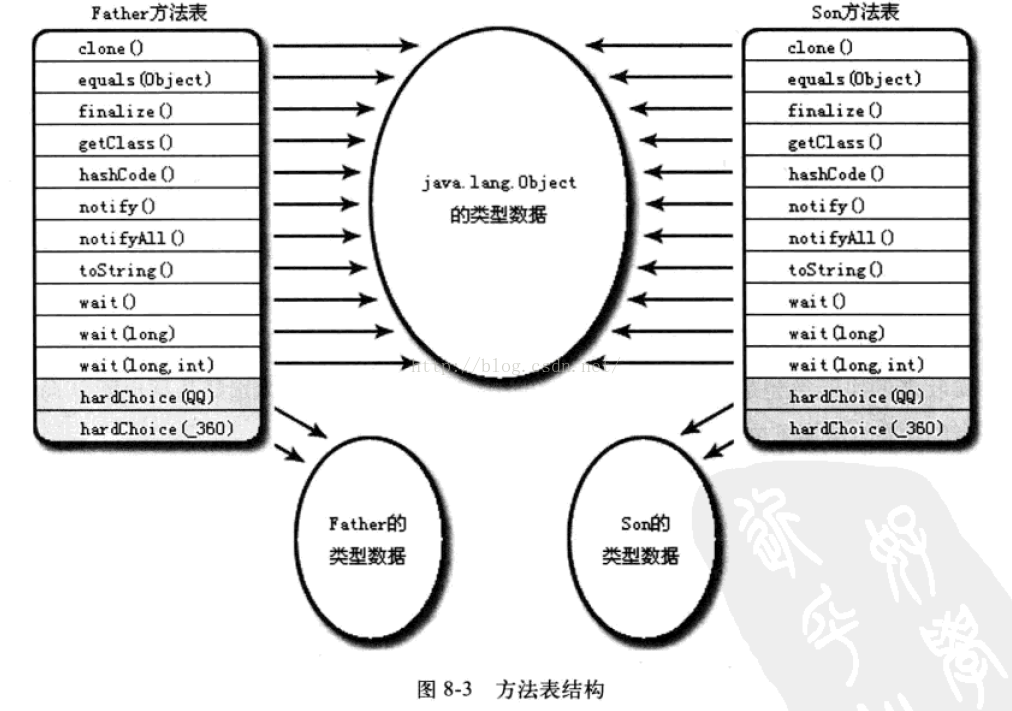 Father方法表
clone()
equals(Object)
finalize()
getClass()
hashCode()
notify()
notifyAll()
toString()
wait()
wait(long)
wait(long,int)
hardChoice(QQ)
hardChoice(_360)
java.lang.Object
的类型数据
http://blog.csdn.net/
Son方法表
clone()
equals(Object)
finalize()
getClass()
hashCode()
notify()
notifyAll()
toString()
wait()
wait(long)
wait(long,int)
hardChoice(QQ)
hardChoice(_360)
Father的
类型数据
Son的
类型数据
图 8-3 方法表结构